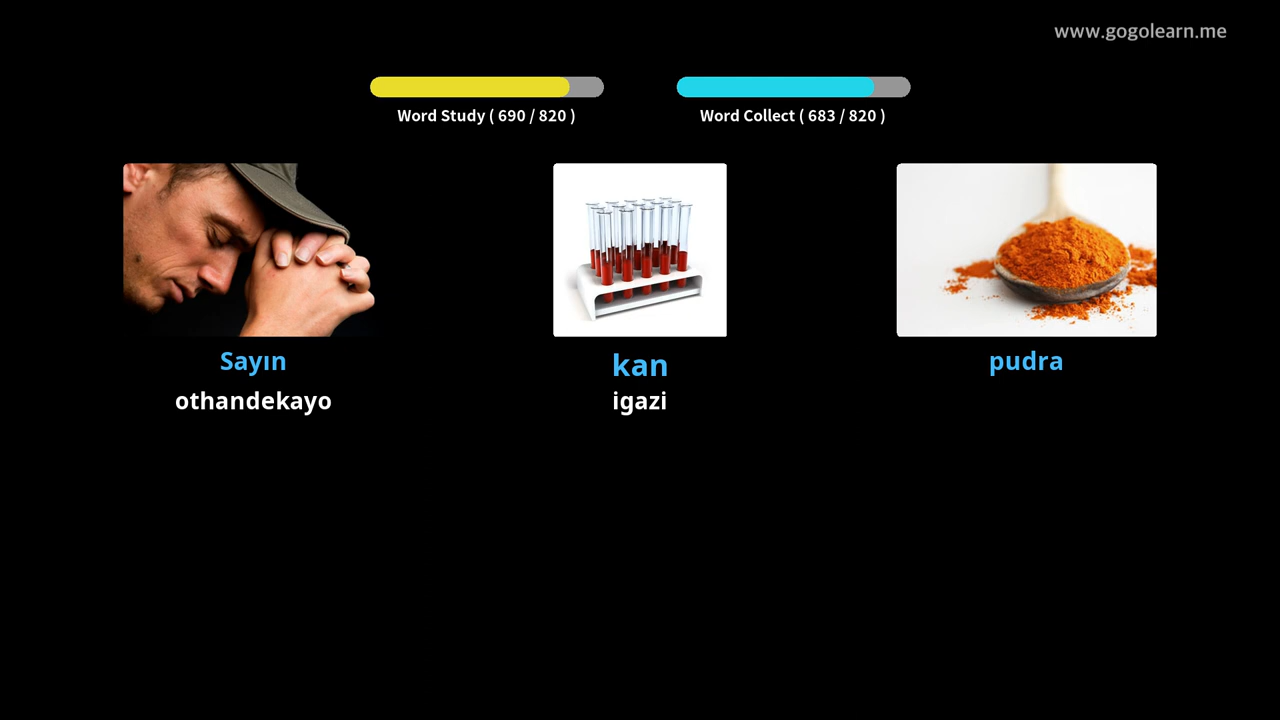 www.gogolearn.me
Word Study ( 690 / 820 )
Word Collect ( 683 / 820 )
Sayın
kan
pudra
othandekayo
igazi